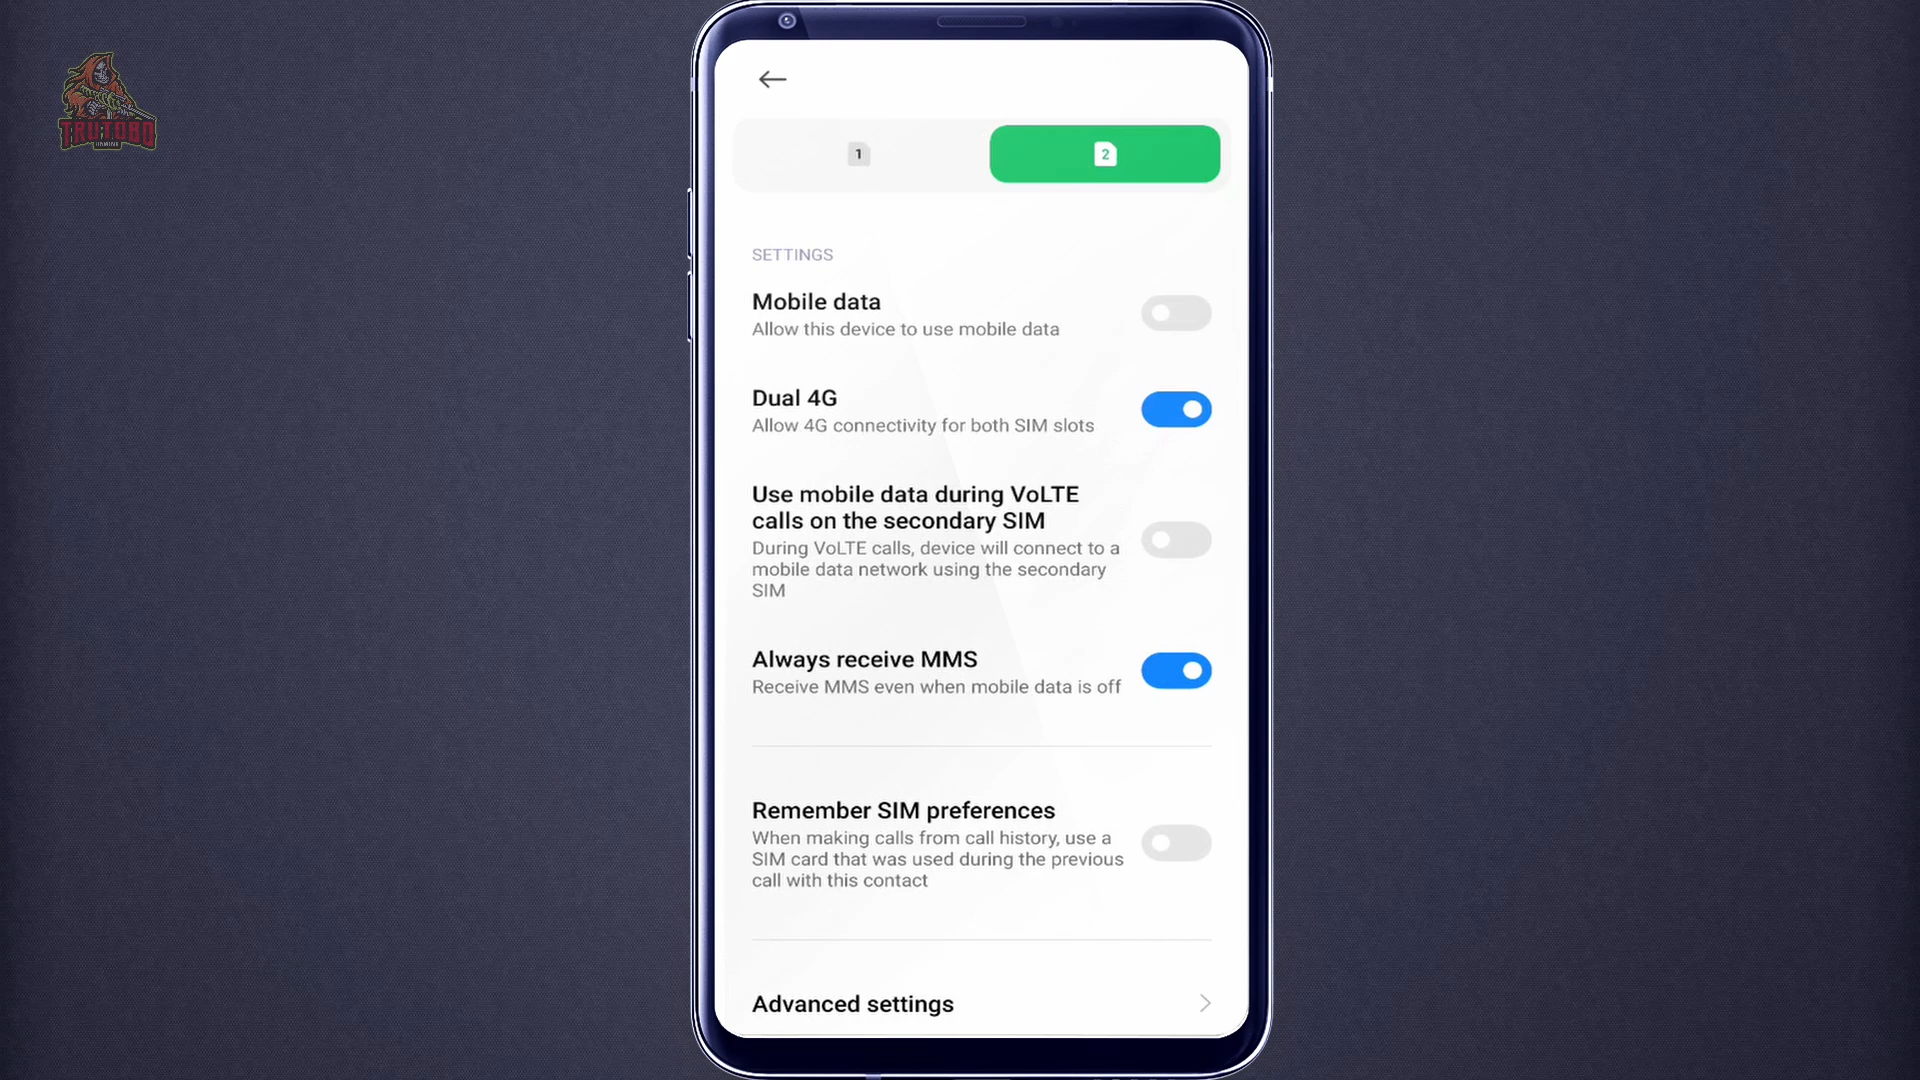 TRUTOBO
GAMING
1
2
SETTINGS
Mobile data
Allow this device to use mobile data
Dual 4G
Allow 4G connectivity for both SIM slots
Use mobile data during VoLTE
calls on the secondary SIM
During VoLTE calls, device will connect to a
mobile data network using the secondary
SIM
Always receive MMS
Receive MMS even when mobile data is off
Remember SIM preferences
When making calls from call history, use a
SIM card that was used during the previous
call with this contact
Advanced settings